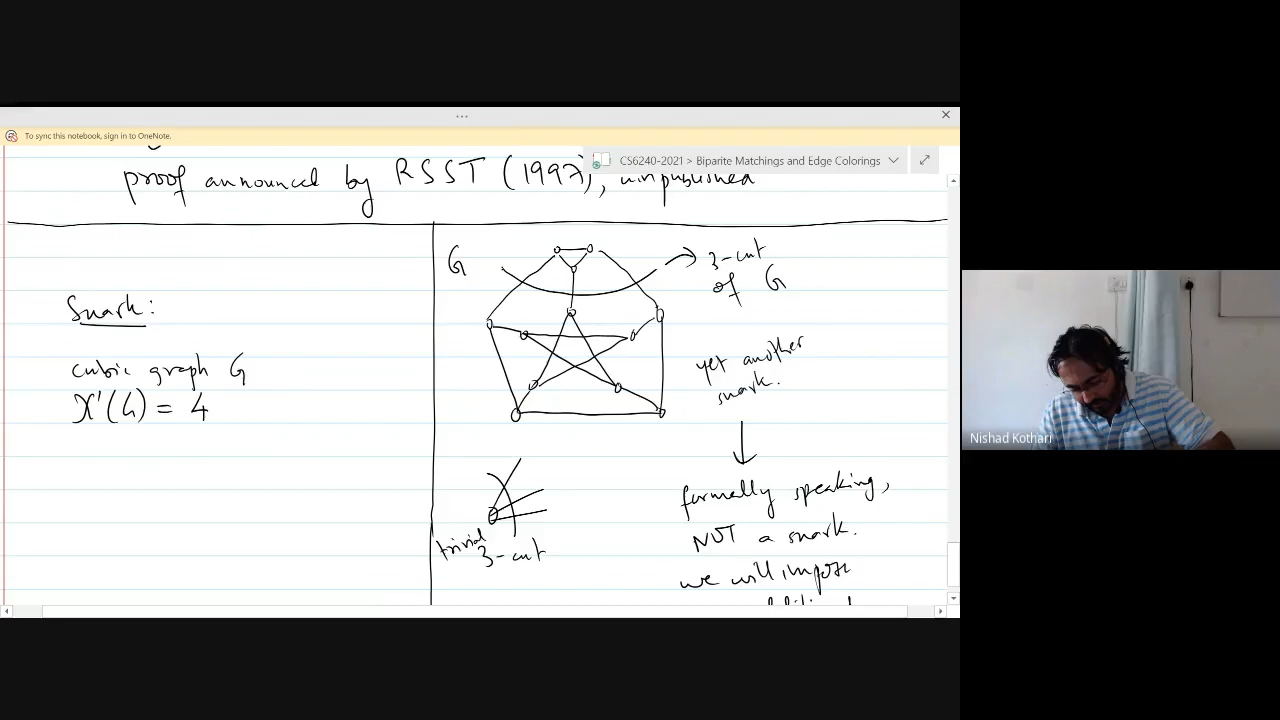 To sync this notebook, sign in to OneNote.
CS6240-2021 > Biparite Matchings and Edge Colorings
proof announced by RSST (1997), unpublished
G
3-cut
of G
Snark:
cubic graph G
χ'(G) = 4
yet another
snark.
formally speaking,
NOT a snark.
we will impose
trivial
3-cut
Nishad Kothari